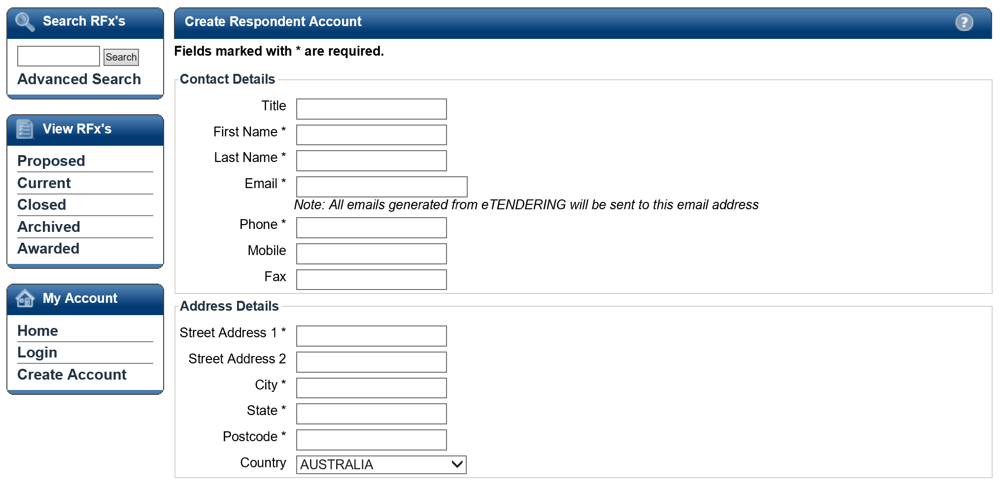 Search RFx's
Search
Advanced Search
View RFx's
Proposed
Current
Closed
Archived
Awarded
My Account
Home
Login
Create Account
Create Respondent Account
?
Fields marked with * are required.
Contact Details
Title
First Name *
Last Name *
Email *
Note: All emails generated from eTENDERING will be sent to this email address
Phone *
Mobile
Fax
Address Details
Street Address 1 *
Street Address 2
City *
State *
Postcode *
Country AUSTRALIA